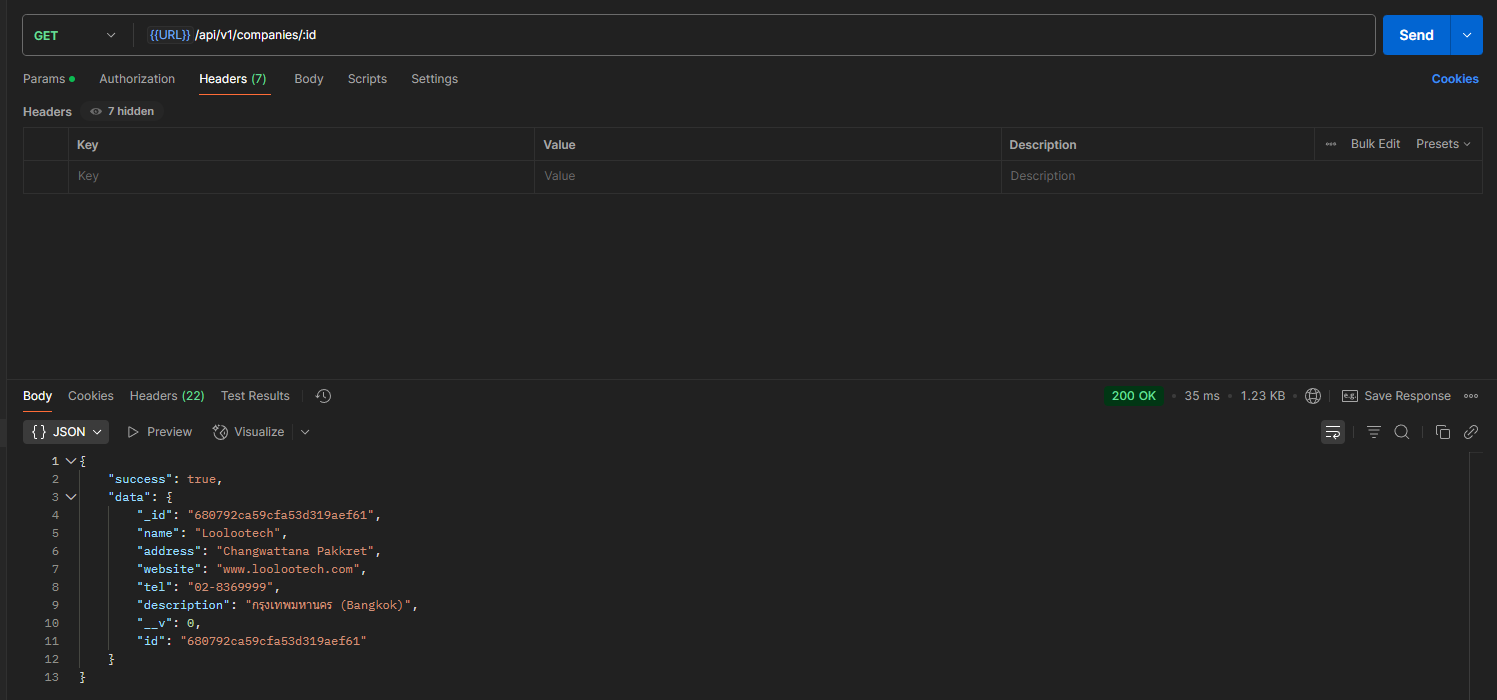 GET {{URL}} /api/v1/companies/:id Send
Params Authorization Headers (7) Body Scripts Settings Cookies
Headers 7 hidden
Key Value Description Bulk Edit Presets
Key Value Description
Body Cookies Headers (22) Test Results 200 OK • 35 ms • 1.23 KB • e.g. Save Response
{} JSON Preview Visualize
1 {
2 "success": true,
3 "data": {
4 "_id": "680792ca59cfa53d319aef61",
5 "name": "Loolootech",
6 "address": "Changwattana Pakkret",
7 "website": "www.loolootech.com",
8 "tel": "02-8369999",
9 "description": "กรุงเทพมหานคร (Bangkok)",
10 "__v": 0,
11 "id": "680792ca59cfa53d319aef61"
12 }
13 }